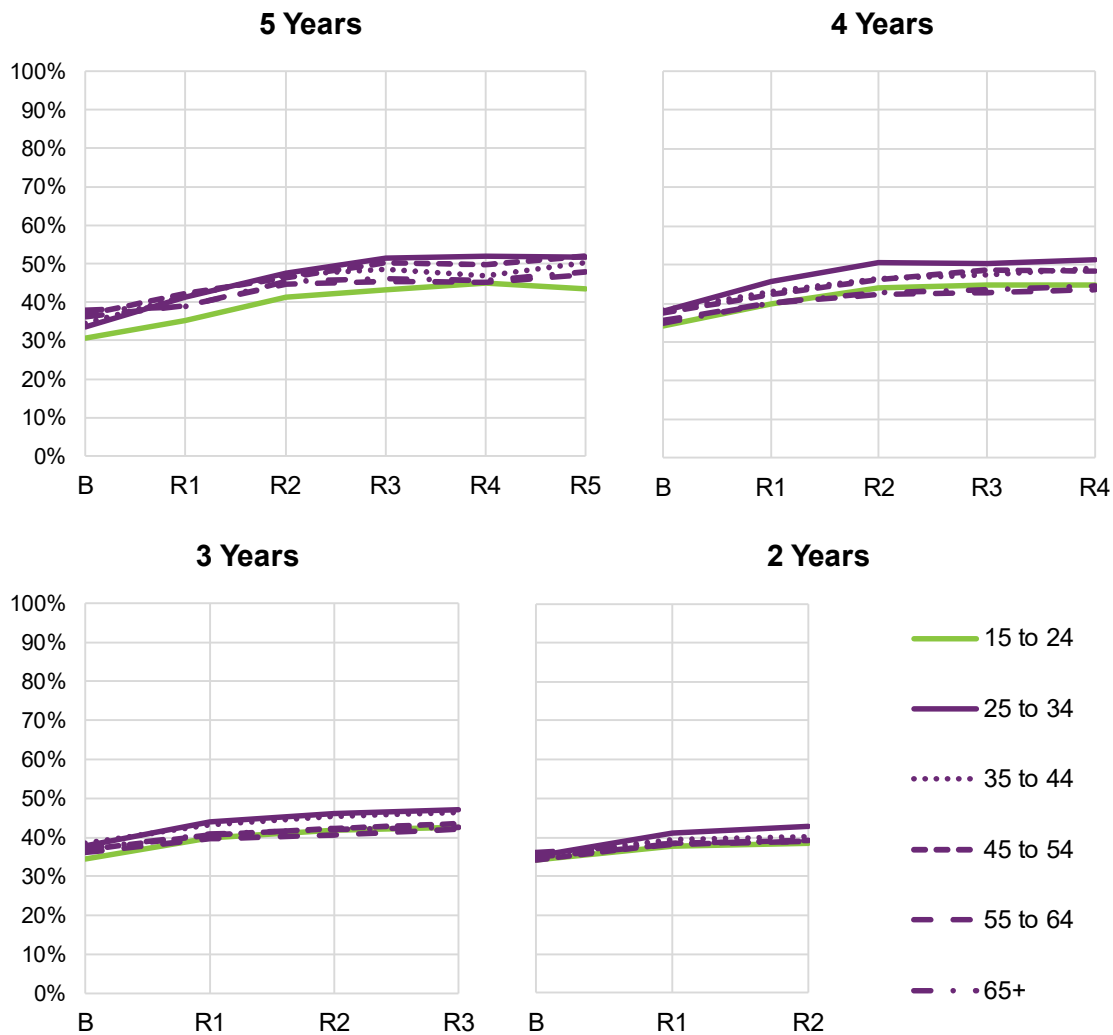 5 Years
100%
90%
80%
70%
60%
50%
40%
30%
20%
10%
0%
B R1 R2 R3 R4 R5
4 Years
B R1 R2 R3 R4
3 Years
100%
90%
80%
70%
60%
50%
40%
30%
20%
10%
0%
B R1 R2 R3
2 Years
B R1 R2
15 to 24
25 to 34
35 to 44
45 to 54
55 to 64
65+